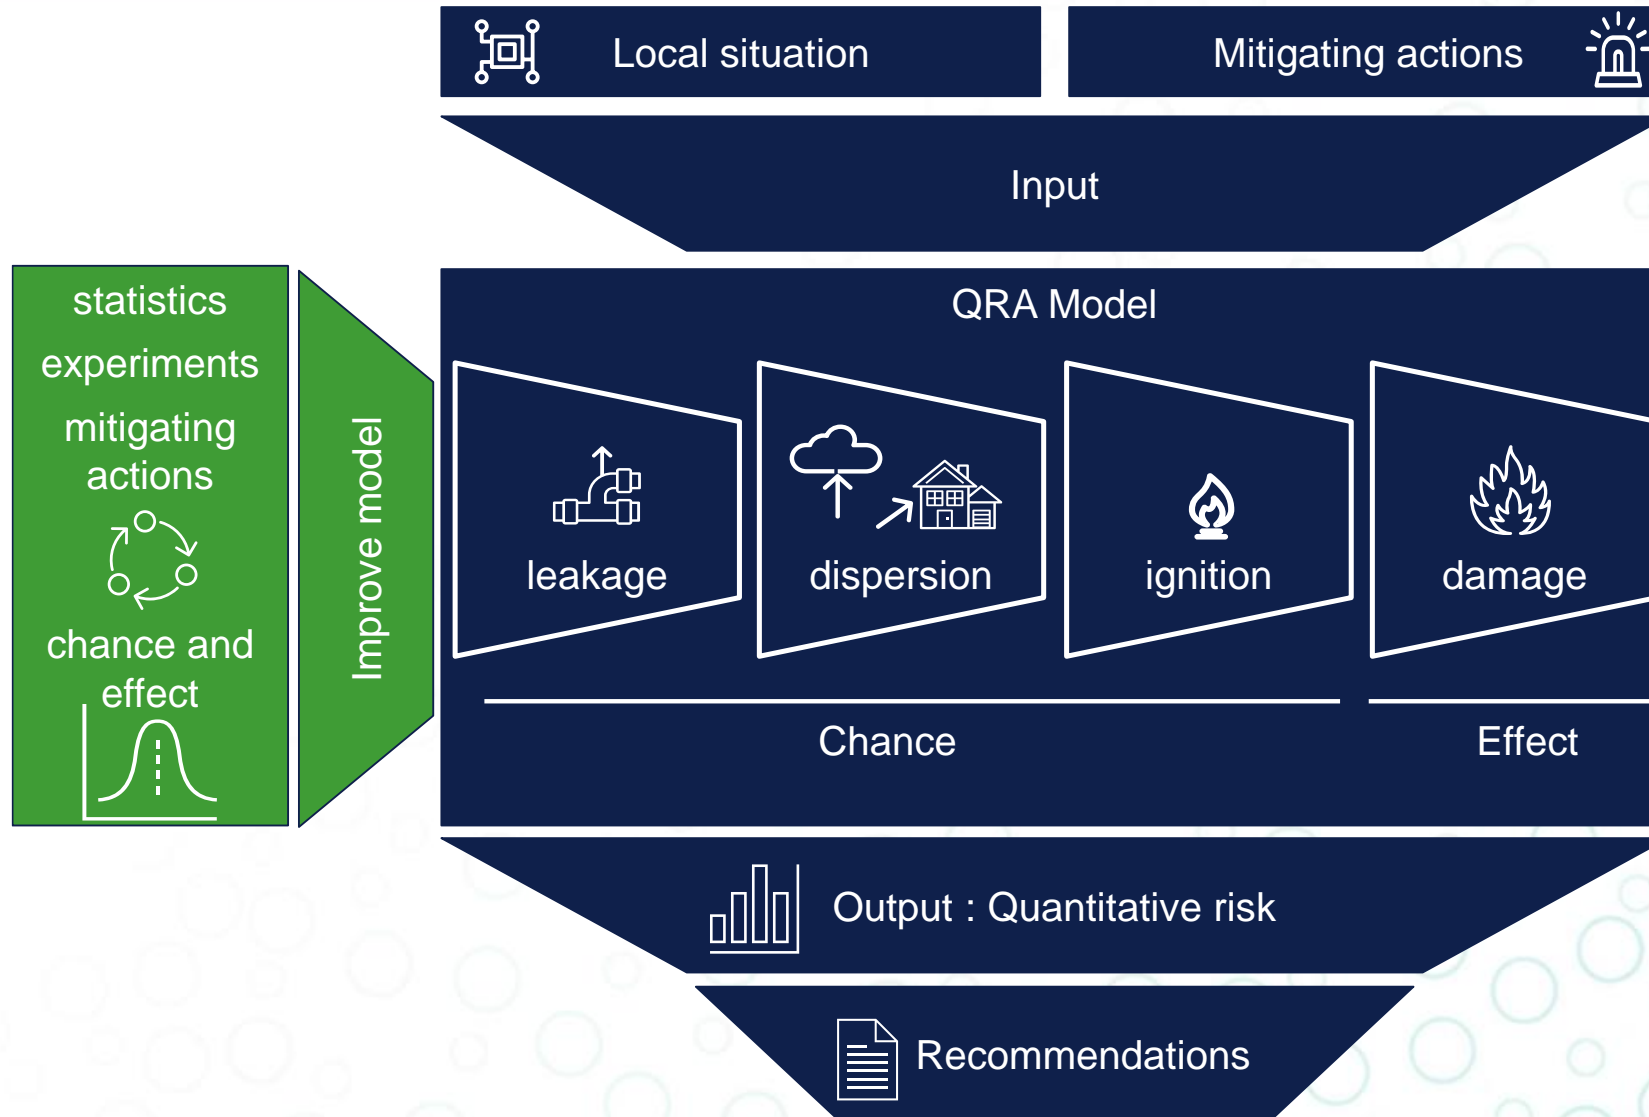 Local situation
Mitigating actions
Input
statistics
experiments
mitigating
actions
chance and
effect
Improve model
QRA Model
leakage
dispersion
ignition
damage
Chance
Effect
Output : Quantitative risk
Recommendations